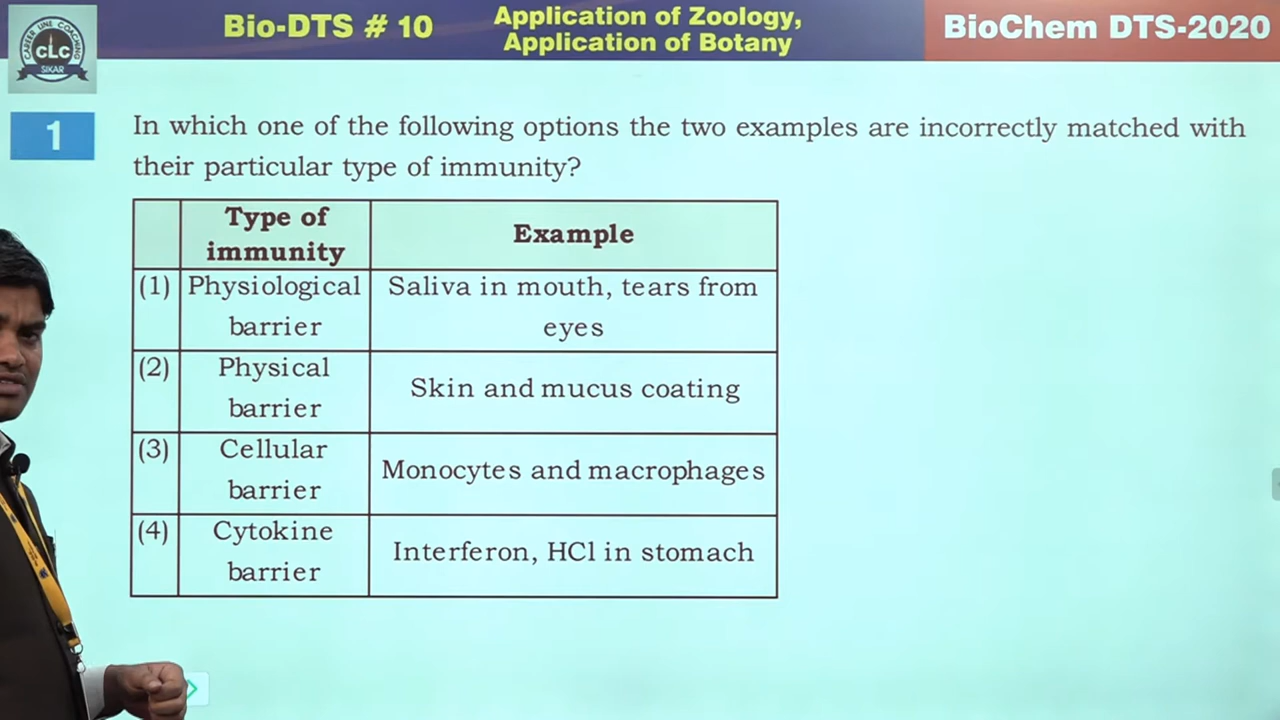 CAREER LINE COACHING
CLC
SIKAR
Bio-DTS # 10
Application of Zoology,
Application of Botany
BioChem DTS-2020
1
In which one of the following options the two examples are incorrectly matched with
their particular type of immunity?
Type of
immunity
Example
(1) Physiological
barrier
Saliva in mouth, tears from
eyes
(2) Physical
barrier
Skin and mucus coating
(3) Cellular
barrier
Monocytes and macrophages
(4) Cytokine
barrier
Interferon, HCl in stomach